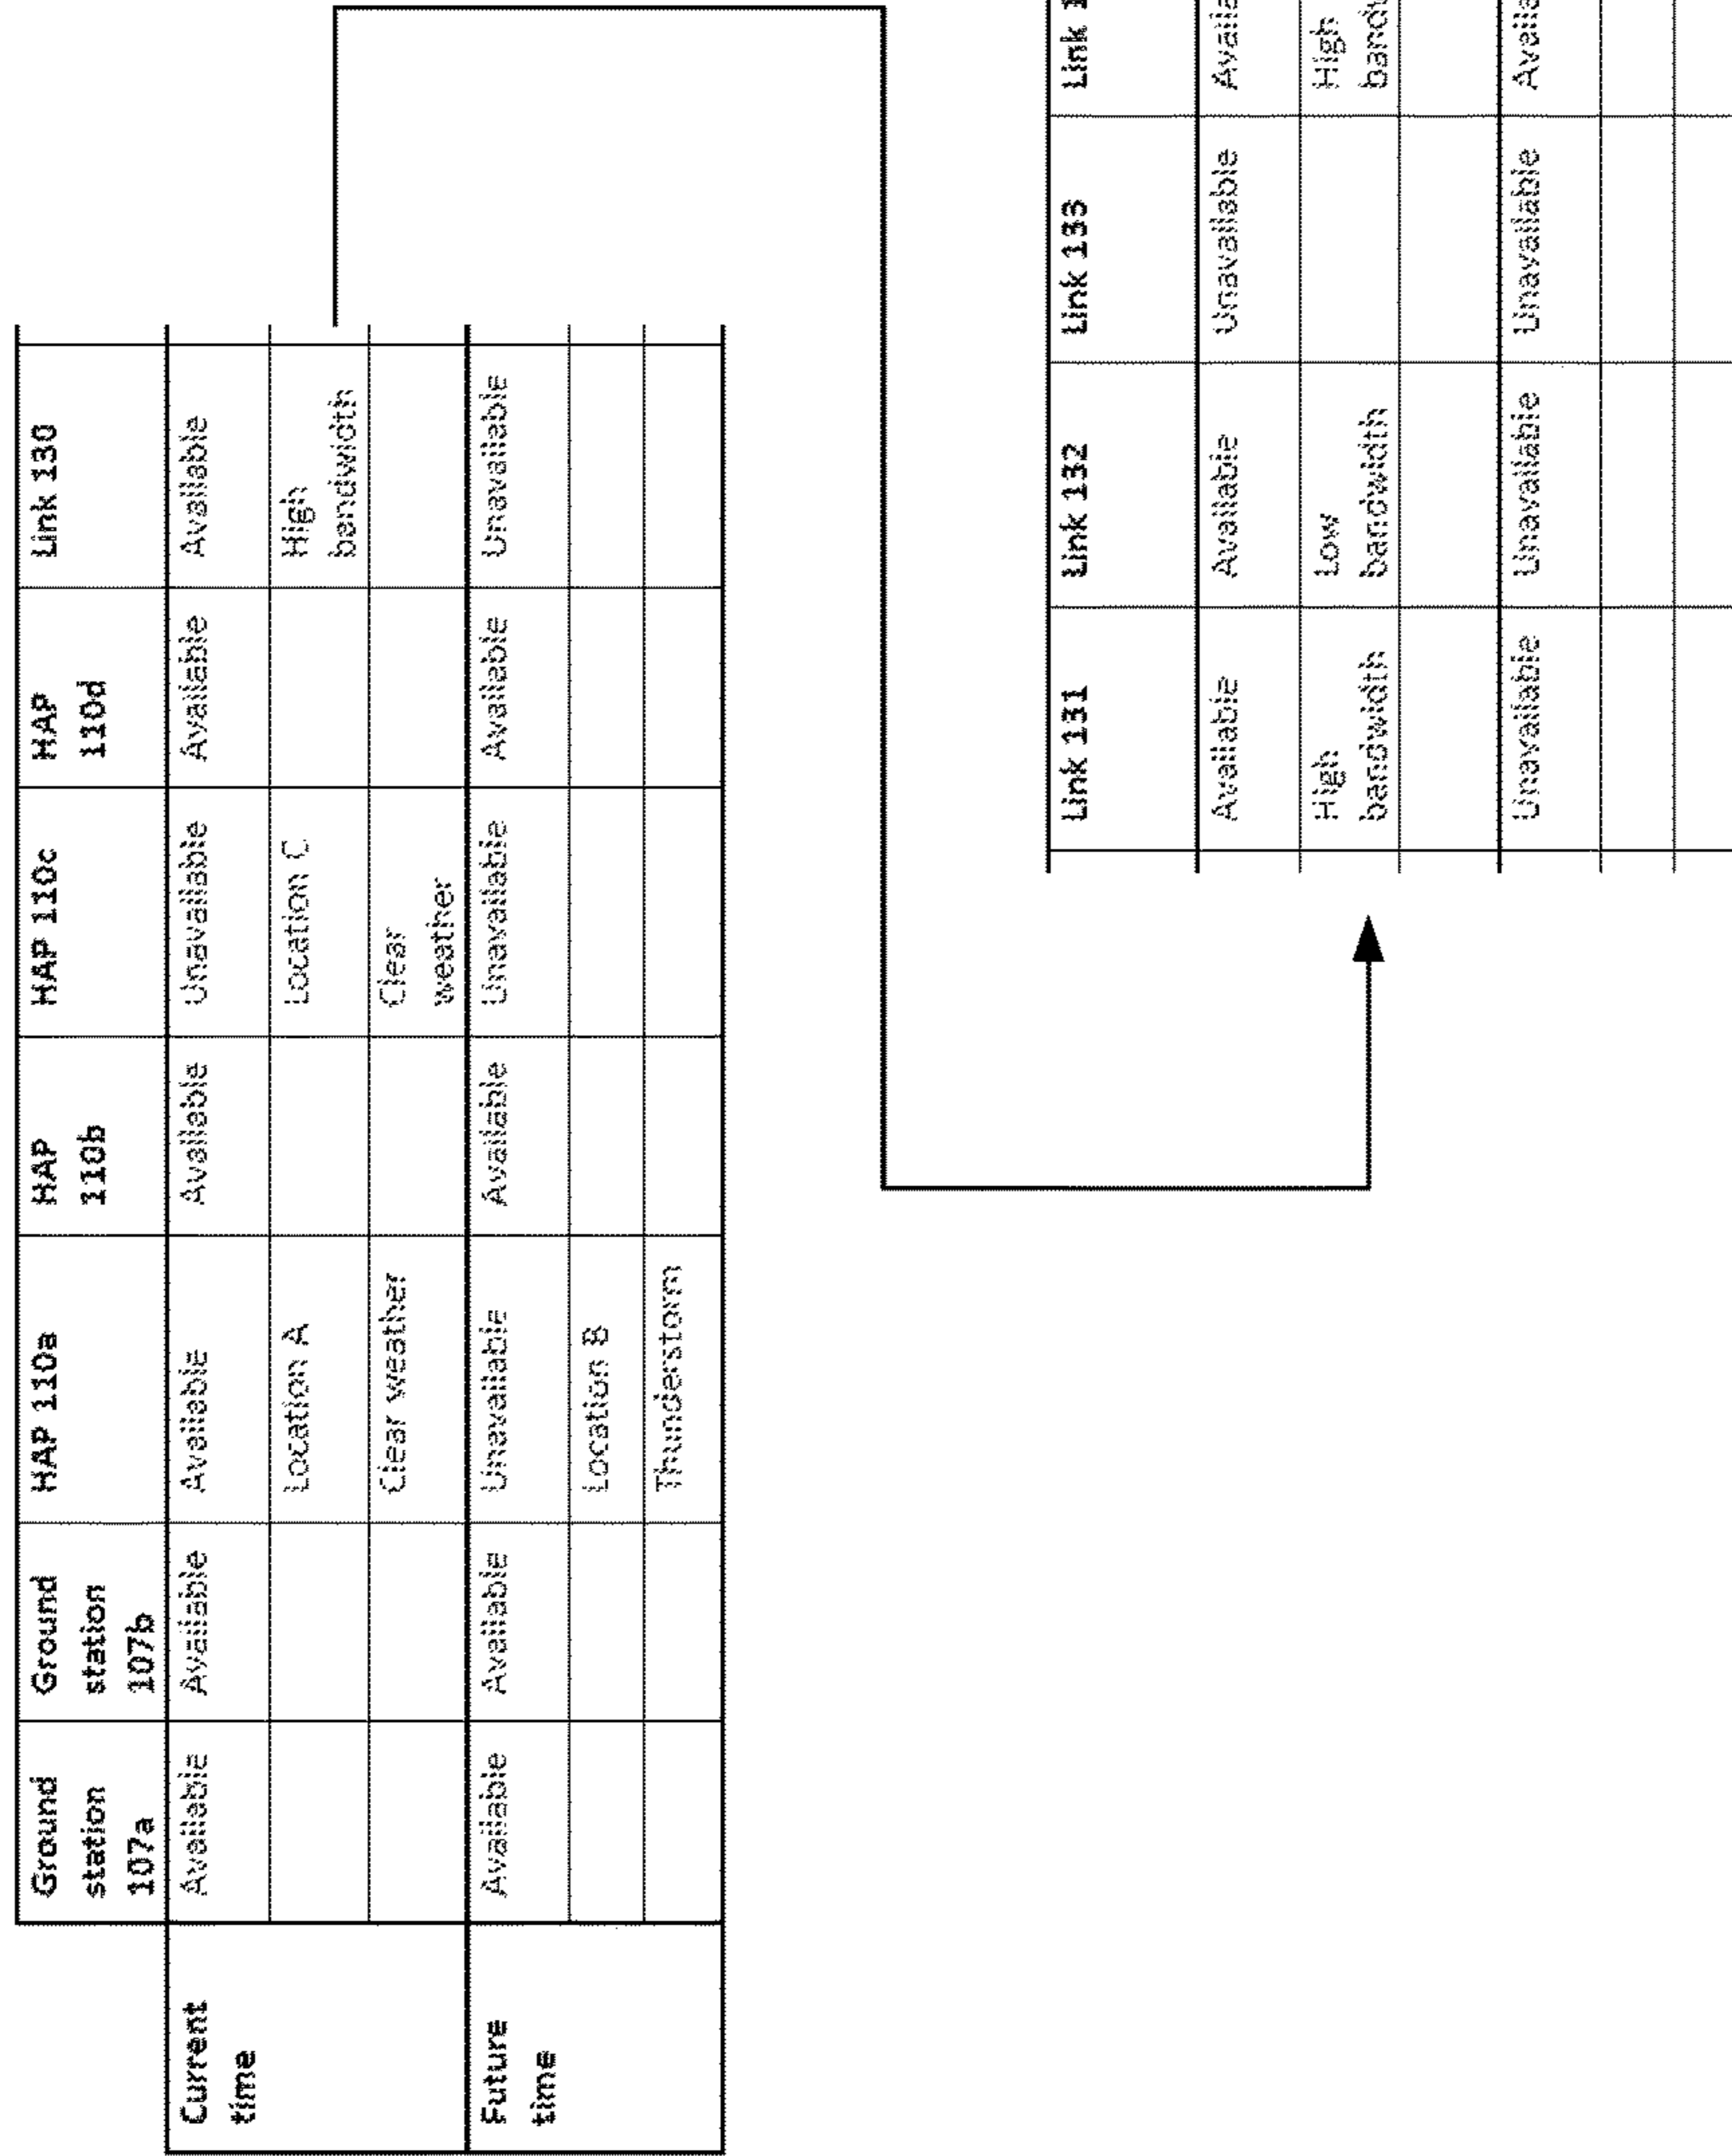 Ground
station
107a
Ground
station
107b
HAP 110a
HAP
110b
HAP 110c
HAP
110d
Link 130
Current
time
Available
Available
Available
Available
Unavailable
Available
Available
Location A
Location C
High
bandwidth
Clear weather
Clear
weather
Future
time
Available
Available
Unavailable
Available
Unavailable
Available
Unavailable
Location B
Thunderstorm
Link 131
Link 132
Link 133
Link
Available
Available
Unavailable
High
bandwidth
Low
bandwidth
High
Unavailable
Unavailable
Unavailable